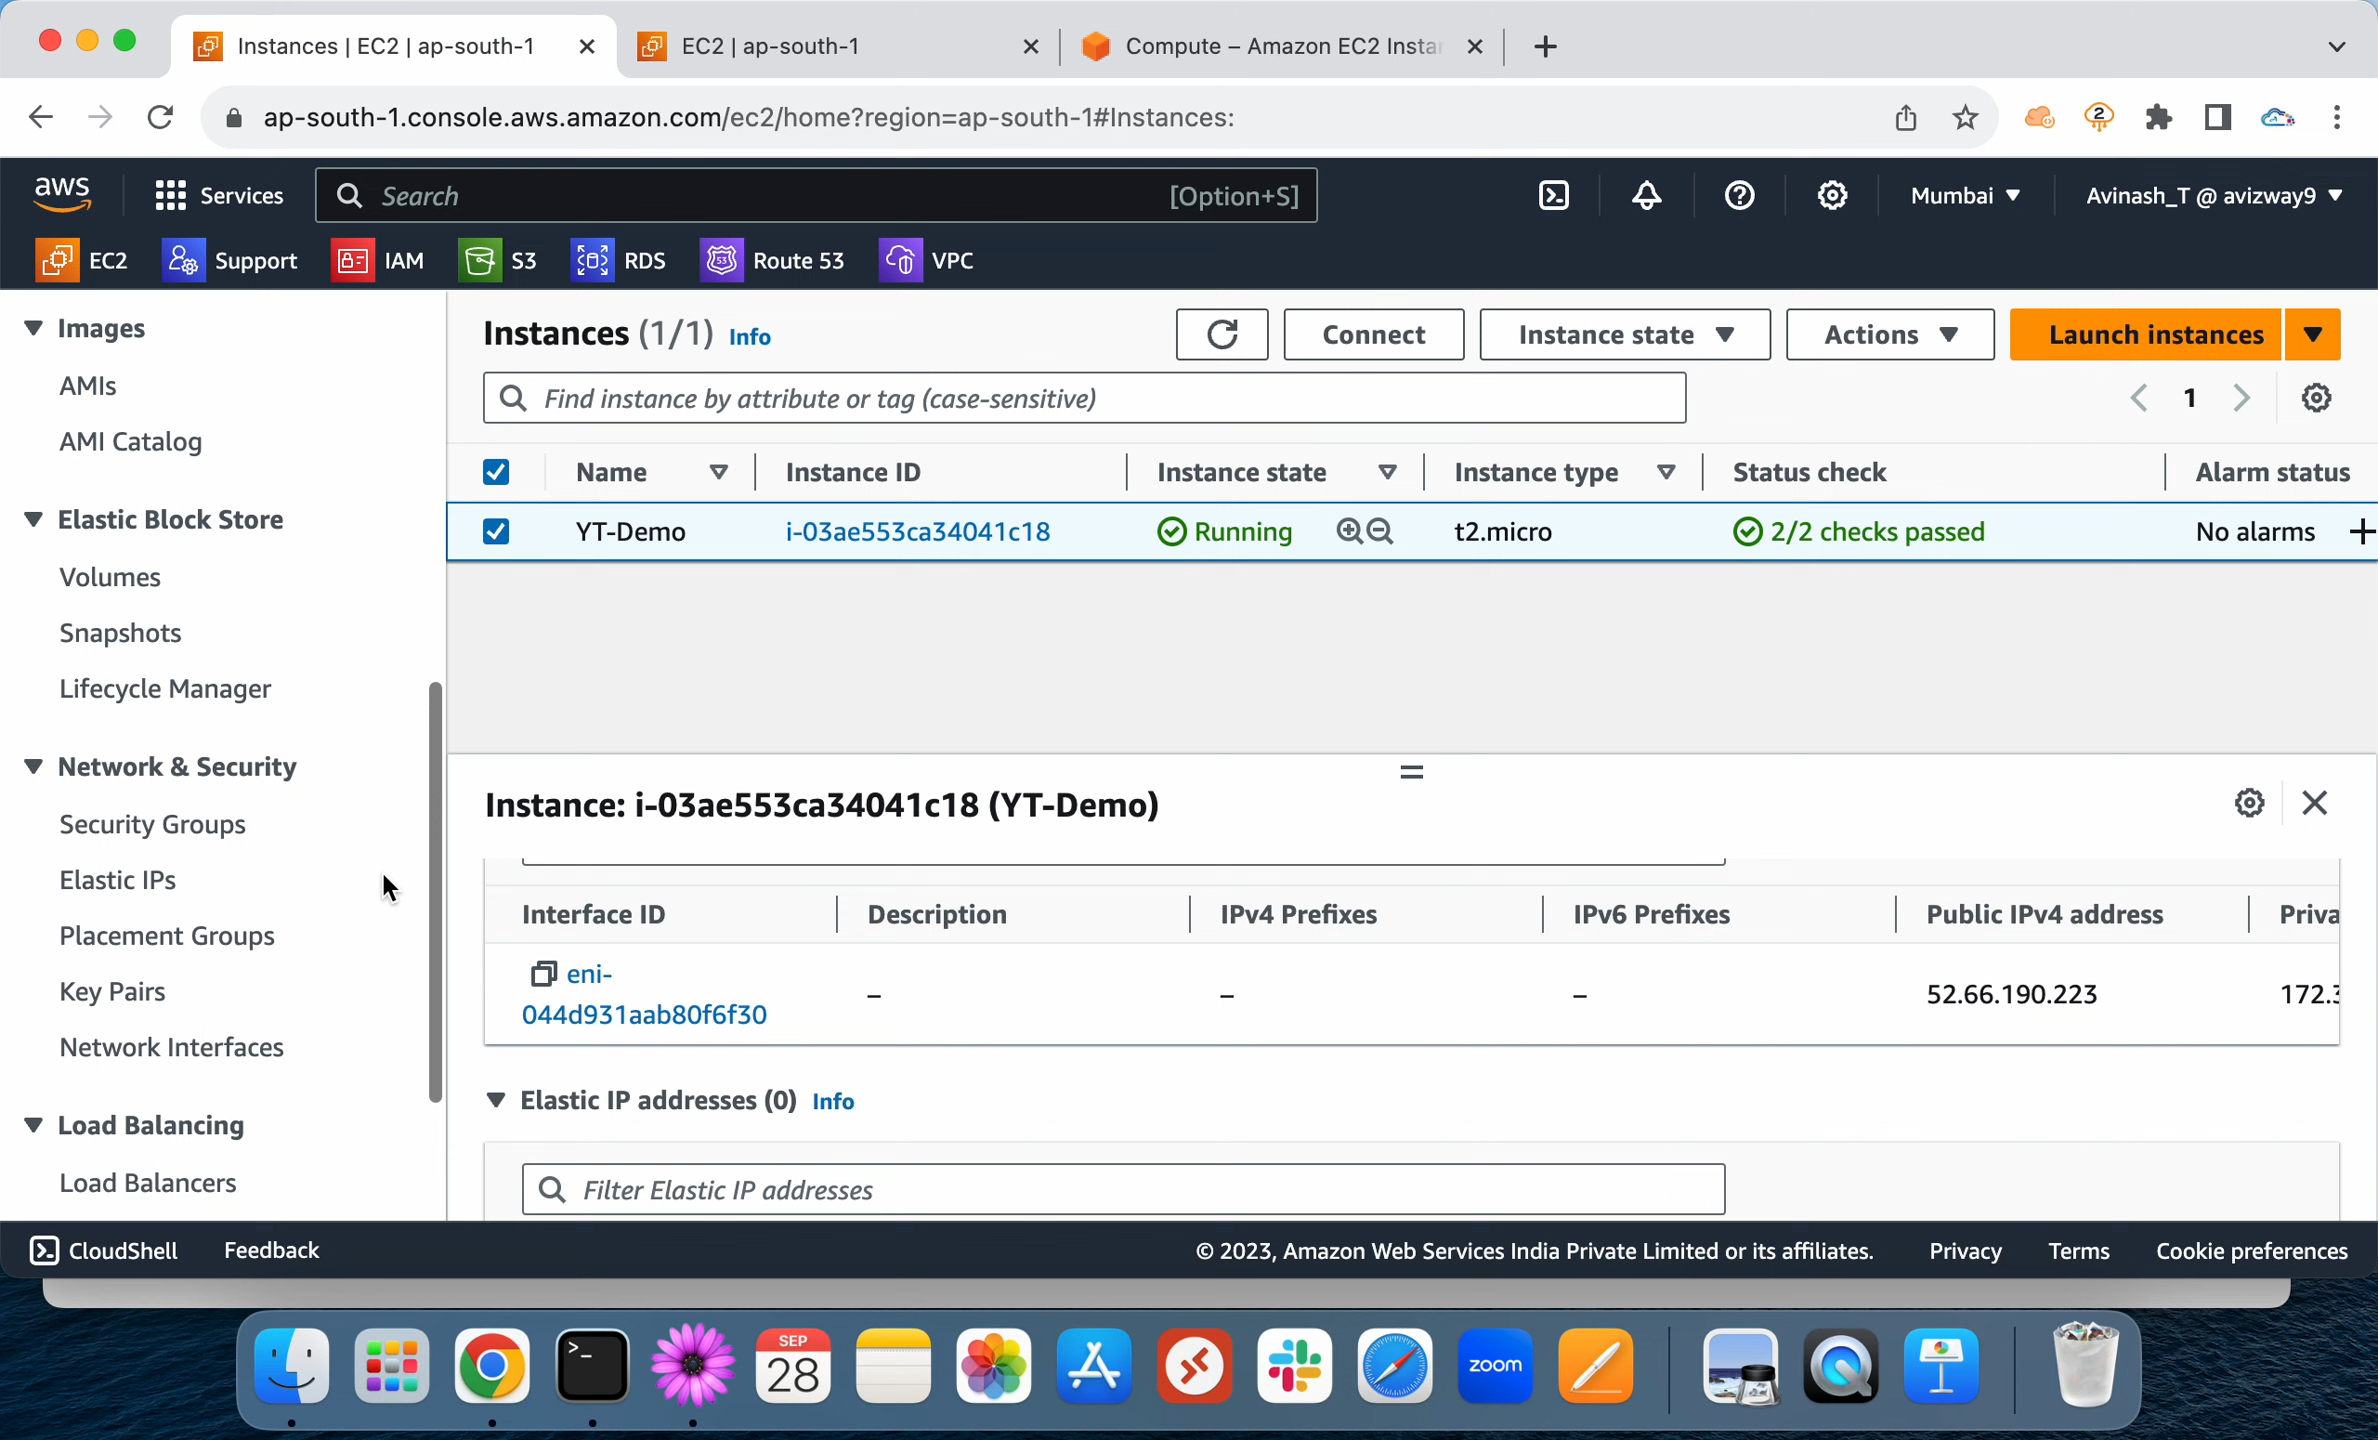 Instances | EC2 | ap-south-1
EC2 | ap-south-1
Compute – Amazon EC2 Insta
ap-south-1.console.aws.amazon.com/ec2/home?region=ap-south-1#Instances:
2
aws
Services
Search
[Option+S]
Mumbai
Avinash_T @ avizway9
EC2
Support
IAM
S3
RDS
53
Route 53
VPC
Images
AMIs
AMI Catalog
Elastic Block Store
Volumes
Snapshots
Lifecycle Manager
Network & Security
Security Groups
Elastic IPs
Placement Groups
Key Pairs
Network Interfaces
Load Balancing
Load Balancers
Instances (1/1) Info
Connect
Instance state
Actions
Launch instances
Find instance by attribute or tag (case-sensitive)
1
Name
Instance ID
Instance state
Instance type
Status check
Alarm status
YT-Demo
i-03ae553ca34041c18
Running
t2.micro
2/2 checks passed
No alarms
Instance: i-03ae553ca34041c18 (YT-Demo)
Interface ID
Description
IPv4 Prefixes
IPv6 Prefixes
Public IPv4 address
Priva
eni-
044d931aab80f6f30
–
–
–
52.66.190.223
172.3
Elastic IP addresses (0) Info
Filter Elastic IP addresses
CloudShell
Feedback
© 2023, Amazon Web Services India Private Limited or its affiliates.
Privacy
Terms
Cookie preferences
SEP
28
zoom